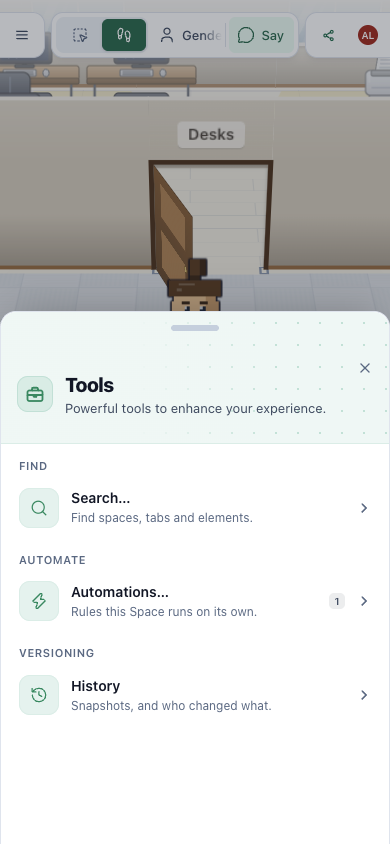 Gende
Say
AL
Desks
Tools
Powerful tools to enhance your experience.
FIND
Search...
Find spaces, tabs and elements.
AUTOMATE
Automations...
Rules this Space runs on its own.
1
VERSIONING
History
Snapshots, and who changed what.